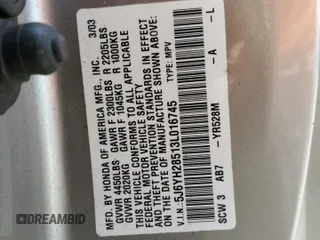 MFD. BY HONDA OF AMERICA MFG., INC. 3/03
GVWR 4450LBS GAWR F 2300LBS R 2205LBS
GVWR 2020KG GAWR F 1045KG R 1000KG
THIS VEHICLE CONFORMS TO ALL APPLICABLE
FEDERAL MOTOR VEHICLE SAFETY
AND THEFT PREVENTION STANDARDS IN EFFECT
ON THE DATE OF MANUFACTURE SHOWN ABOVE.
V.I.N.: 5J6YH28513L016745 TYPE: MPV
SCW 3 AB7 - YR528M -A -L
DREAMBID